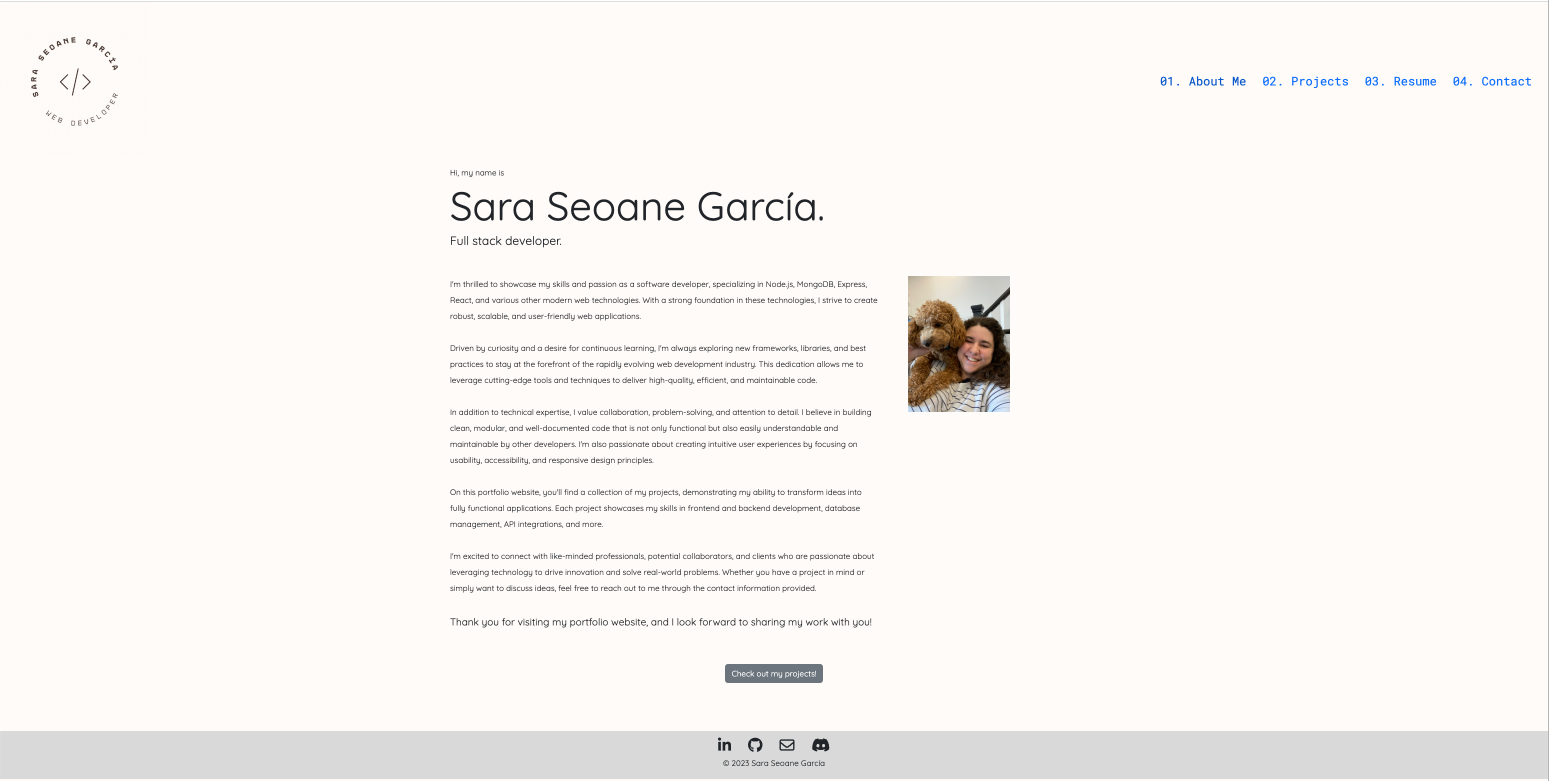 SARA SEOANE GARCÍA
</>
WEB DEVELOPER
01. About Me 02. Projects 03. Resume 04. Contact
Hi, my name is
Sara Seoane García.
Full stack developer.
I'm thrilled to showcase my skills and passion as a software developer, specializing in Node.js, MongoDB, Express,
React, and various other modern web technologies. With a strong foundation in these technologies, I strive to create
robust, scalable, and user-friendly web applications.
Driven by curiosity and a desire for continuous learning, I'm always exploring new frameworks, libraries, and best
practices to stay at the forefront of the rapidly evolving web development industry. This dedication allows me to
leverage cutting-edge tools and techniques to deliver high-quality, efficient, and maintainable code.
In addition to technical expertise, I value collaboration, problem-solving, and attention to detail. I believe in building
clean, modular, and well-documented code that is not only functional but also easily understandable and
maintainable by other developers. I'm also passionate about creating intuitive user experiences by focusing on
usability, accessibility, and responsive design principles.
On this portfolio website, you'll find a collection of my projects, demonstrating my ability to transform ideas into
fully functional applications. Each project showcases my skills in frontend and backend development, database
management, API integrations, and more.
I'm excited to connect with like-minded professionals, potential collaborators, and clients who are passionate about
leveraging technology to drive innovation and solve real-world problems. Whether you have a project in mind or
simply want to discuss ideas, feel free to reach out to me through the contact information provided.
Thank you for visiting my portfolio website, and I look forward to sharing my work with you!
Check out my projects!
in
© 2023 Sara Seoane García